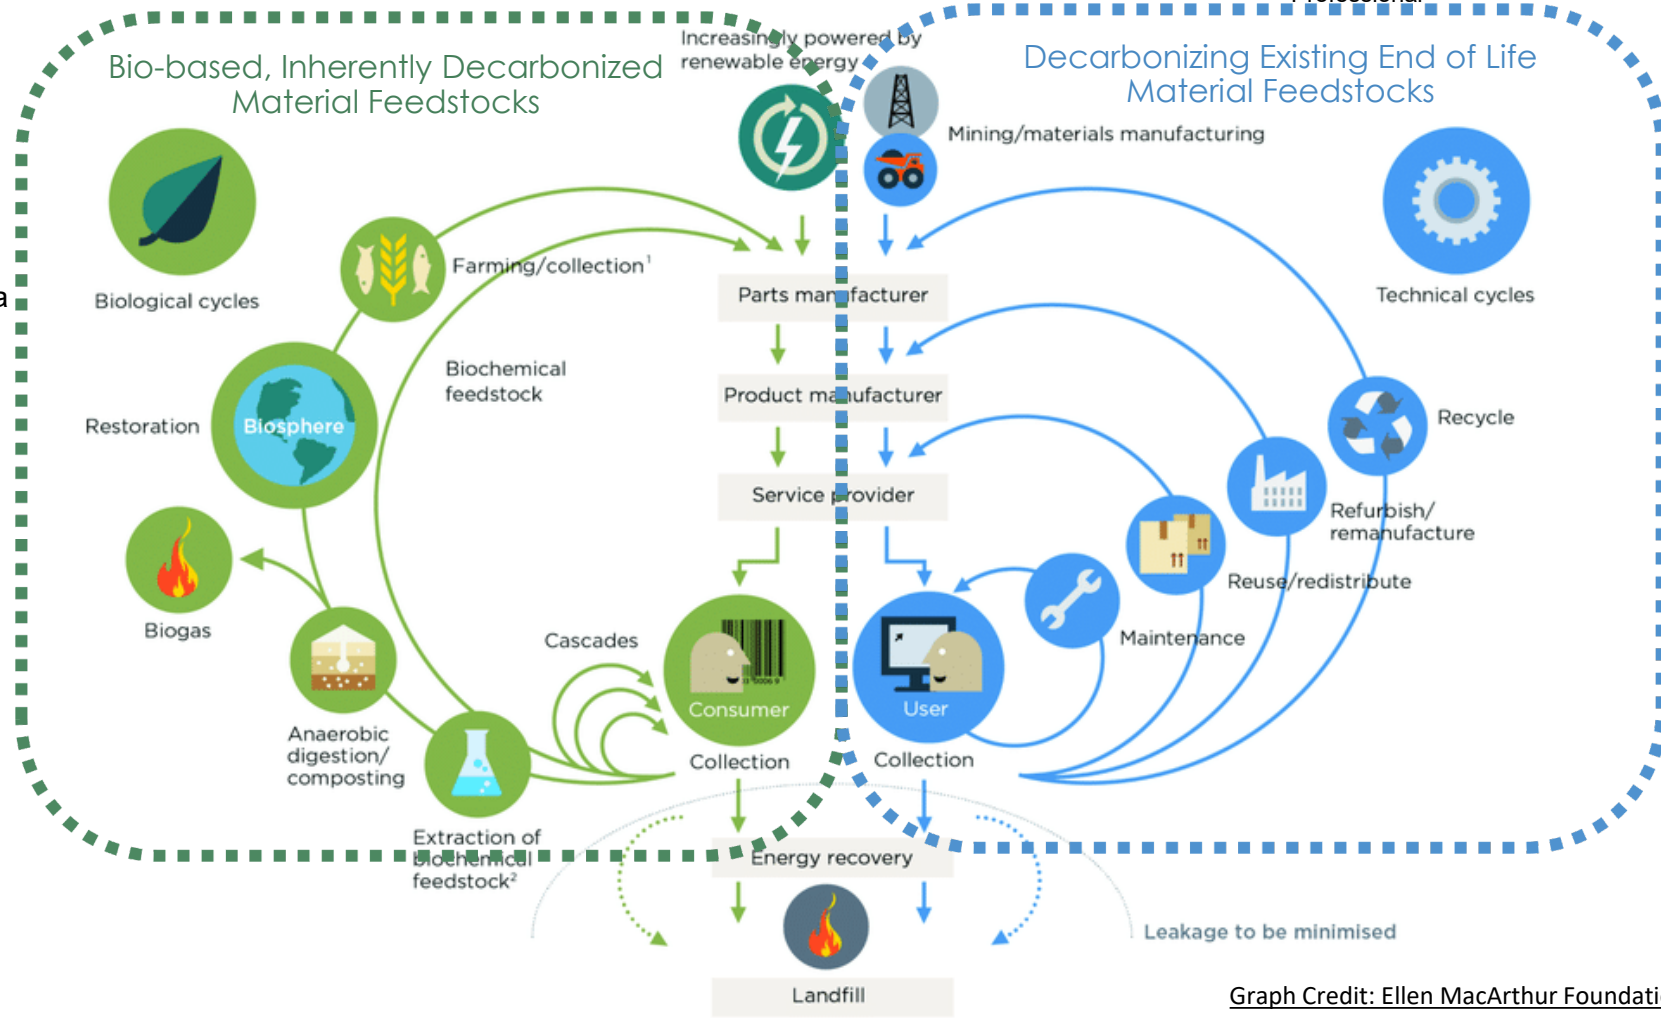 Professional
Increasingly powered by
renewable energy
Bio-based, Inherently Decarbonized
Material Feedstocks
Decarbonizing Existing End of Life
Material Feedstocks
Mining/materials manufacturing
Biological cycles
a
Farming/collection¹
Technical cycles
Parts manufacturer
Biochemical
feedstock
Product manufacturer
Restoration
Biosphere
Recycle
Service provider
Refurbish/
remanufacture
Reuse/redistribute
Biogas
Cascades
Maintenance
Consumer
User
Anaerobic
digestion/
composting
Collection
Collection
Extraction of
biochemical
feedstock²
Energy recovery
Leakage to be minimised
Landfill
Graph Credit: Ellen MacArthur Foundati